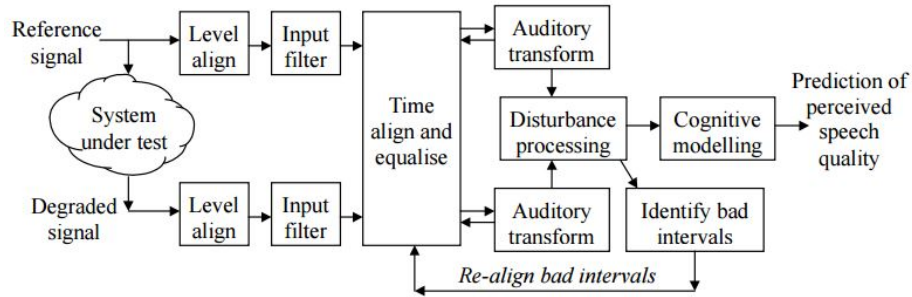 Reference
signal
Level
align
Input
filter
Time
align and
equalise
Auditory
transform
System
under test
Disturbance
processing
Cognitive
modelling
Prediction of
perceived
speech
quality
Degraded
signal
Level
align
Input
filter
Auditory
transform
Identify bad
intervals
Re-align bad intervals